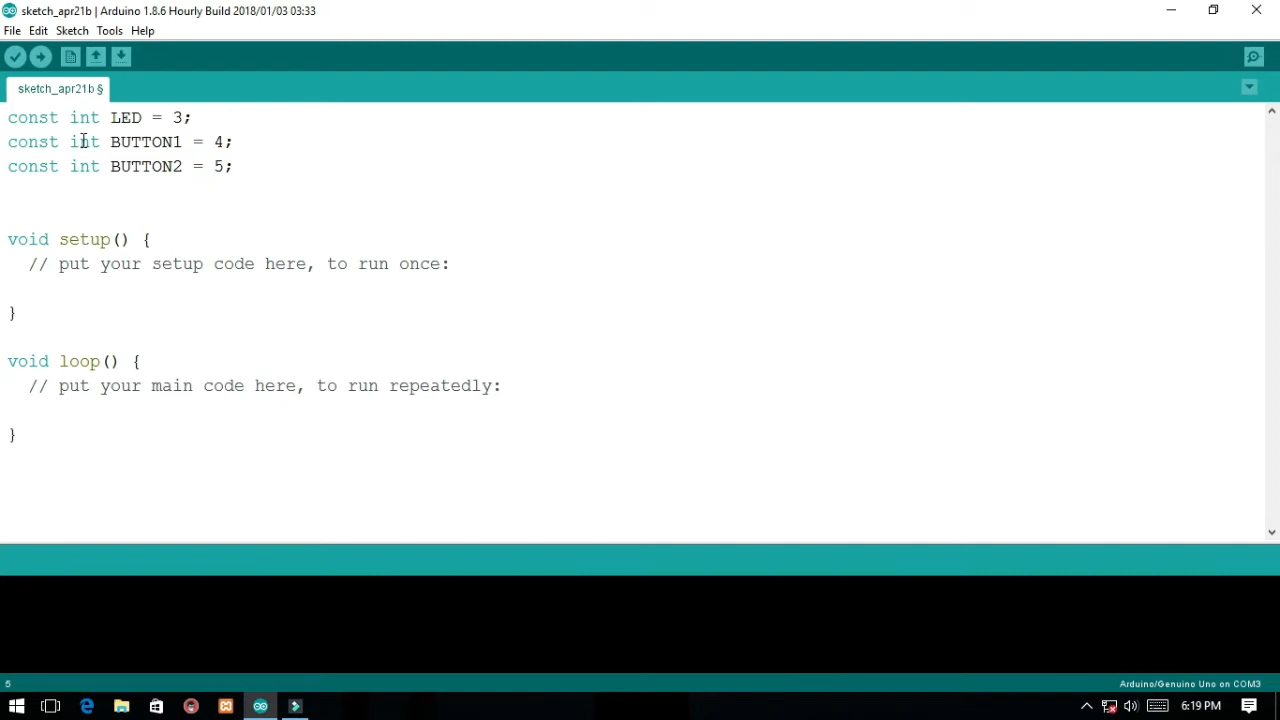 sketch_apr21b | Arduino 1.8.6 Hourly Build 2018/01/03 03:33
File Edit Sketch Tools Help
sketch_apr21b §
const int LED = 3;
const int BUTTON1 = 4;
const int BUTTON2 = 5;
void setup() {
// put your setup code here, to run once:
}
void loop() {
// put your main code here, to run repeatedly:
}
5
Arduino/Genuino Uno on COM3
6:19 PM